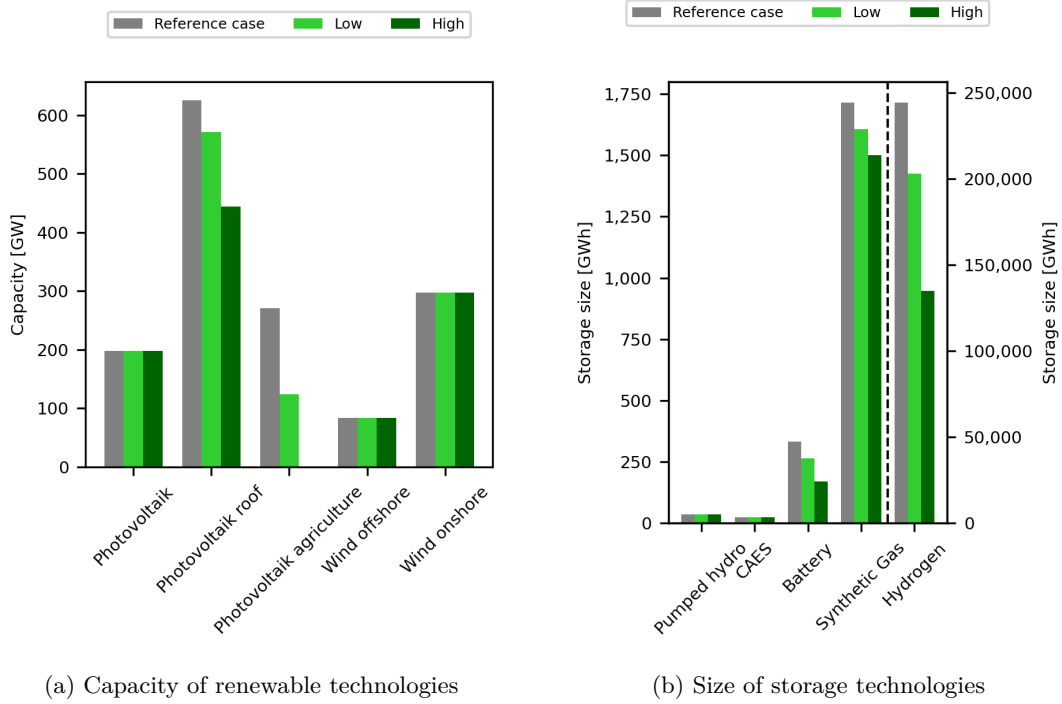 Reference case Low High
Capacity [GW]
600
500
400
300
200
100
0
Photovoltaik
Photovoltaik roof
Photovoltaik agriculture
Wind offshore
Wind onshore
(a) Capacity of renewable technologies
Reference case Low High
Storage size [GWh]
1,750
1,500
1,250
1,000
750
500
250
0
250,000
200,000
150,000
100,000
50,000
0
Storage size [GWh]
Pumped hydro
CAES
Battery
Synthetic Gas
Hydrogen
(b) Size of storage technologies